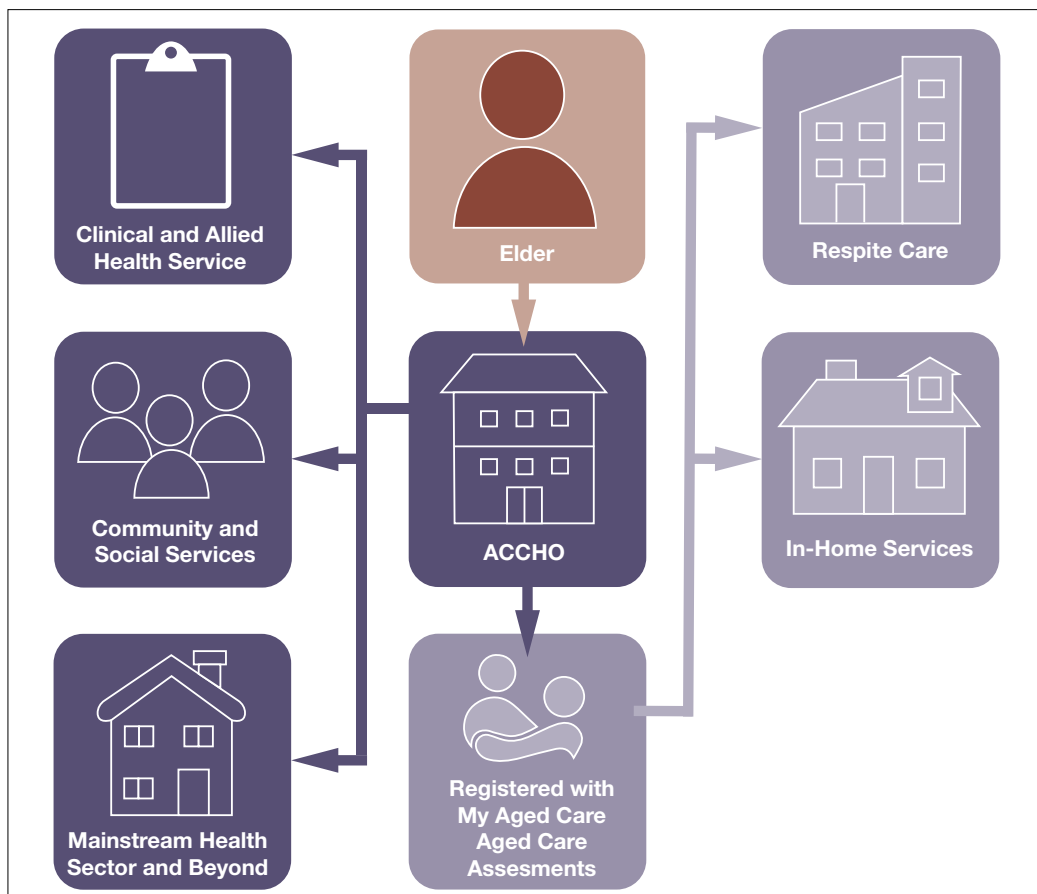 Clinical and Allied
Health Service
Elder
Respite Care
Community and
Social Services
ACCHO
In-Home Services
Mainstream Health
Sector and Beyond
Registered with
My Aged Care
Aged Care
Assesments